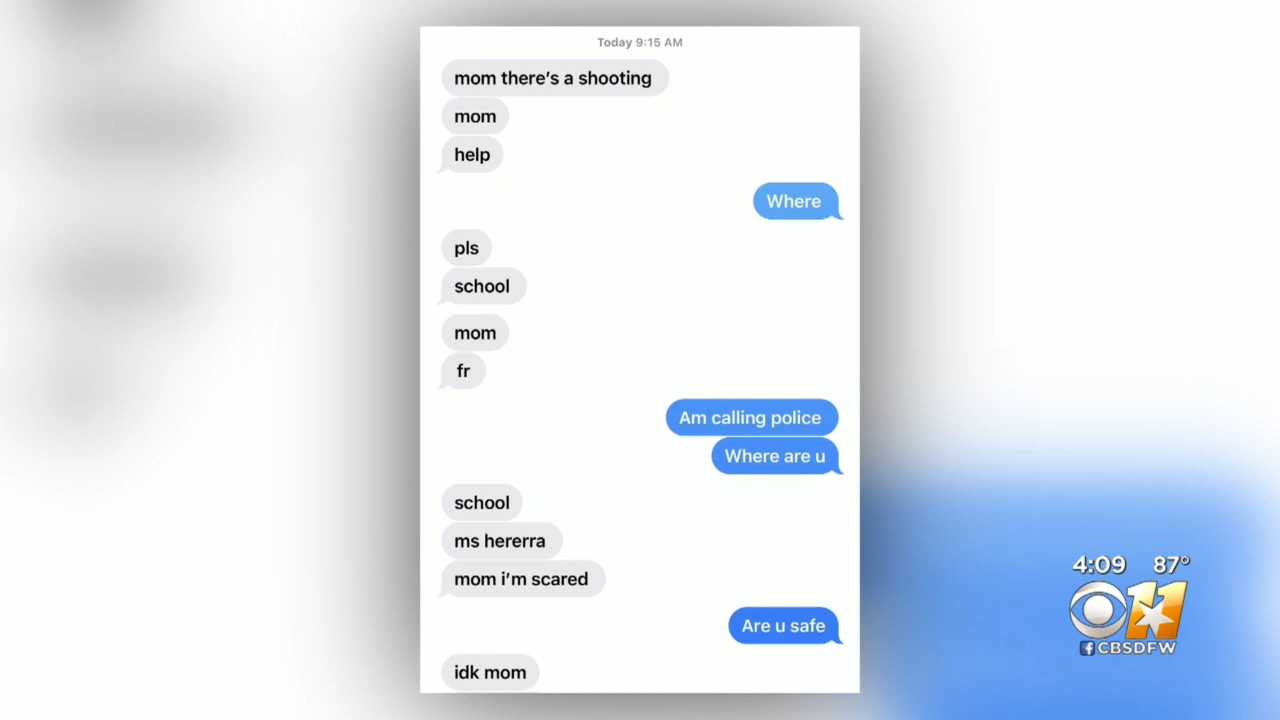 Today 9:15 AM
mom there's a shooting
mom
help
Where
pls
school
mom
fr
Am calling police
Where are u
school
ms hererra
mom i'm scared
Are u safe
idk mom
4:09 87°
11
CBSDFW